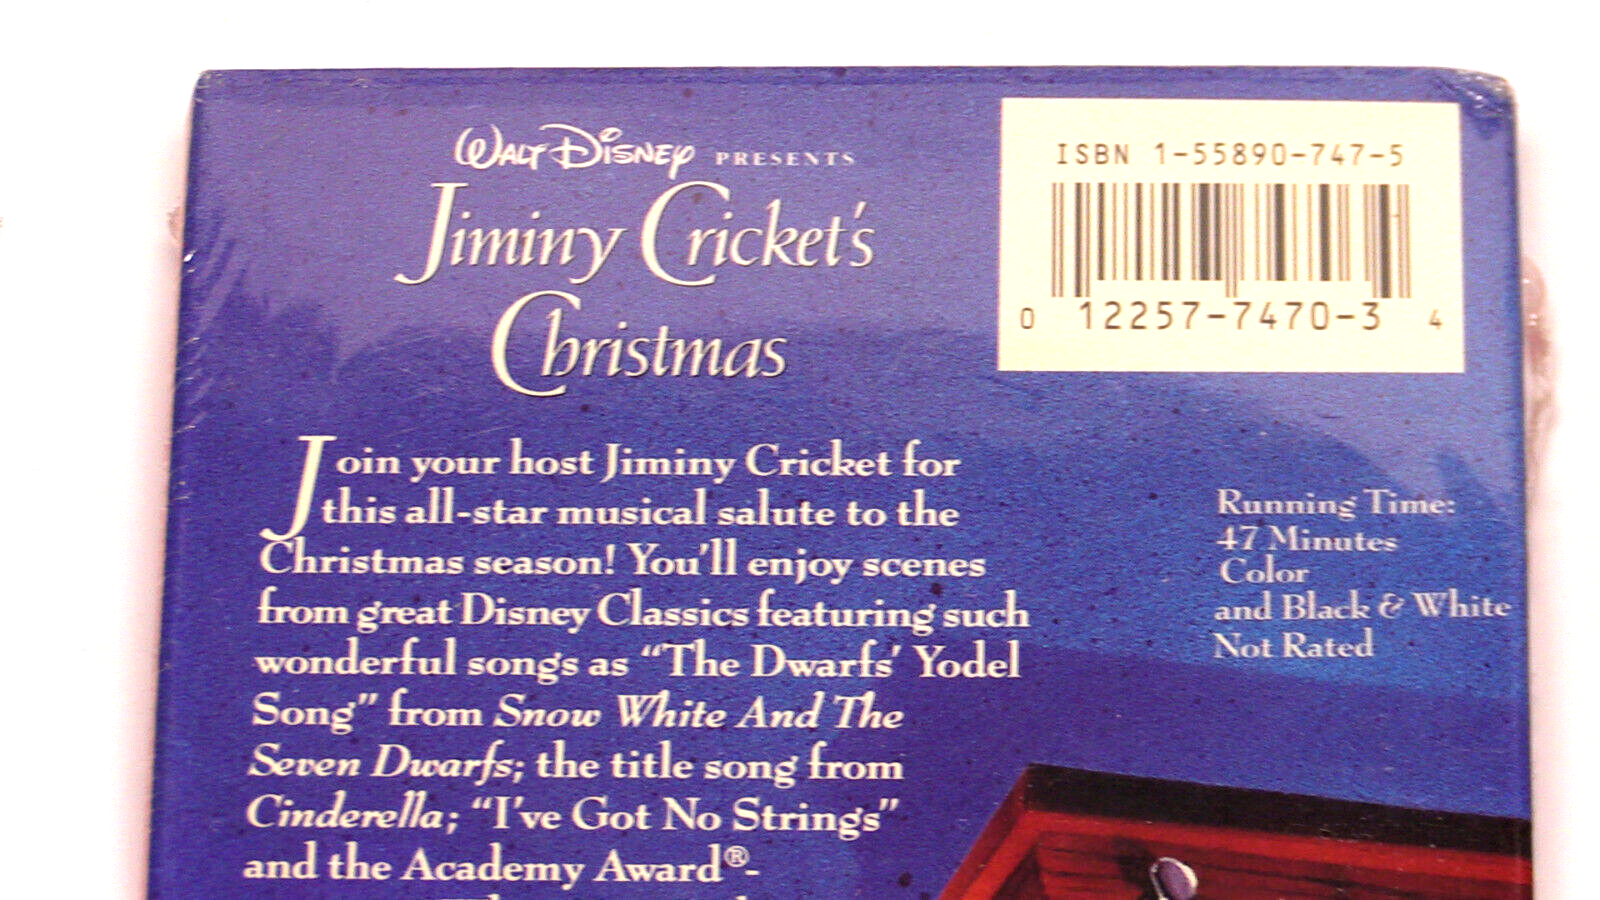 WALT DISNEY PRESENTS
Jiminy Cricket's
Christmas
ISBN 1-55890-747-5
0 12257-7470-3 4
Join your host Jiminy Cricket for
this all-star musical salute to the
Christmas season! You'll enjoy scenes
from great Disney Classics featuring such
wonderful songs as "The Dwarfs' Yodel
Song" from Snow White And The
Seven Dwarfs; the title song from
Cinderella; "I've Got No Strings"
and the Academy Award®-
Running Time:
47 Minutes
Color
and Black & White
Not Rated